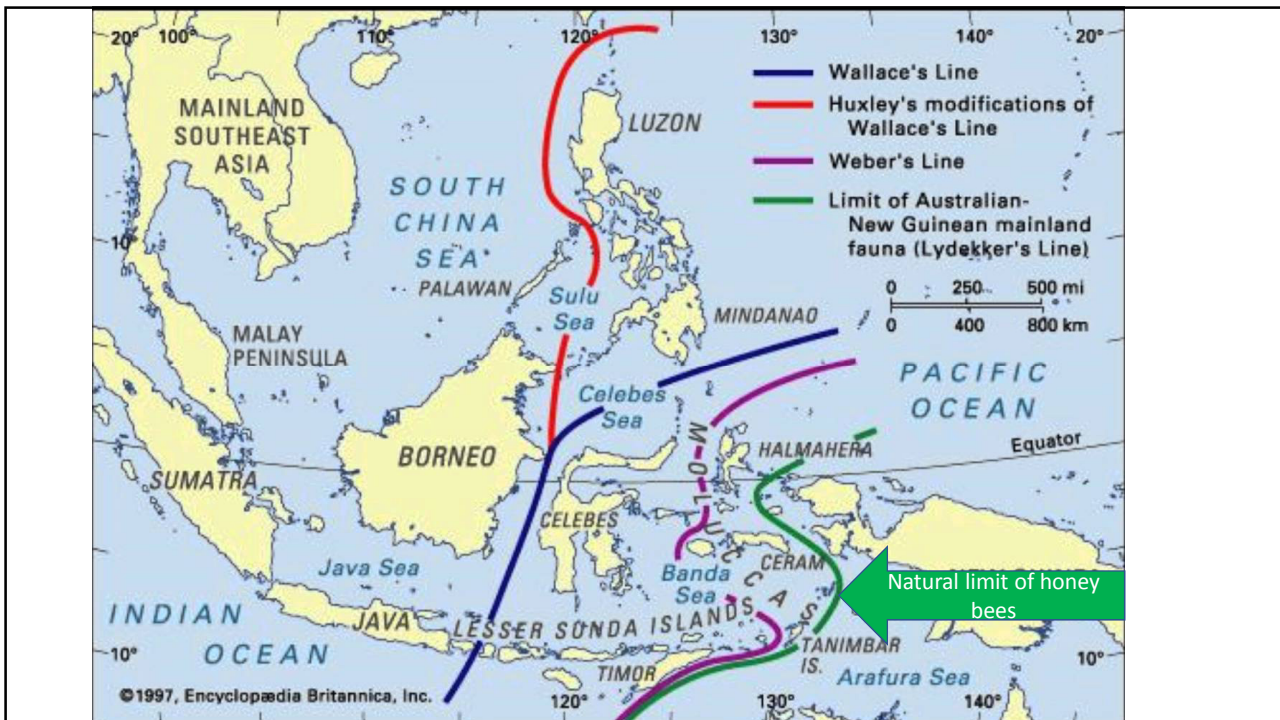 20° 100° 120° 130° 140° 20°
Wallace's Line
Huxley's modifications of
Wallace's Line
Weber's Line
Limit of Australian-
New Guinean mainland
fauna (Lydekker's Line)
0 250 500 mi
0 400 800 km
MAINLAND
SOUTHEAST
ASIA
LUZON
SOUTH
CHINA
SEA
10°
PALAWAN
Sulu
Sea
MINDANAO
MALAY
PENINSULA
PACIFIC
OCEAN
Celebes
Sea
Equator
HALMAHERA
MOLUCCAS
BORNEO
SUMATRA
CELEBES
CERAM
Java Sea
Banda
Sea
Natural limit of honey
bees
INDIAN
OCEAN
JAVA
LESSER SUNDA ISLANDS
TANIMBAR
IS.
TIMOR
Arafura Sea
10° 10°
©1997, Encyclopædia Britannica, Inc.
120° 130° 140°